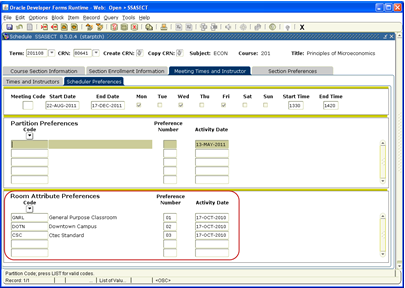 Oracle Developer Forms Runtime - Web: Open > SSASECT
File Edit Options Block Item Record Query Tools Help
Schedule SSASECT 8.5.0.4
Term: 201108 CRN: 90641 Create CRN: Copy CRN: Subject: ECON Course: 201 Title: Principles of Microeconomics
Course Section Information Section Enrollment Information Meeting Times and Instructor Section Preferences
Times and Instructors Scheduler Preferences
Meeting Code Start Date End Date Mon Tue Wed Thu Fri Sat Sun Start Time End Time
22-AUG-2011 17-DEC-2011 1330 1420
Partition Preferences
Code Preference Number Activity Date
13-MAY-2011
Room Attribute Preferences
Code Preference Number Activity Date
GNRL General Purpose Classroom 01 17-OCT-2010
DGTN Downtown Campus 02 17-OCT-2010
CSC Ctec Standard 03 17-OCT-2010
Partition Code, press LIST for valid codes.
Record: 1/1 ... List of Valu... <OSC>